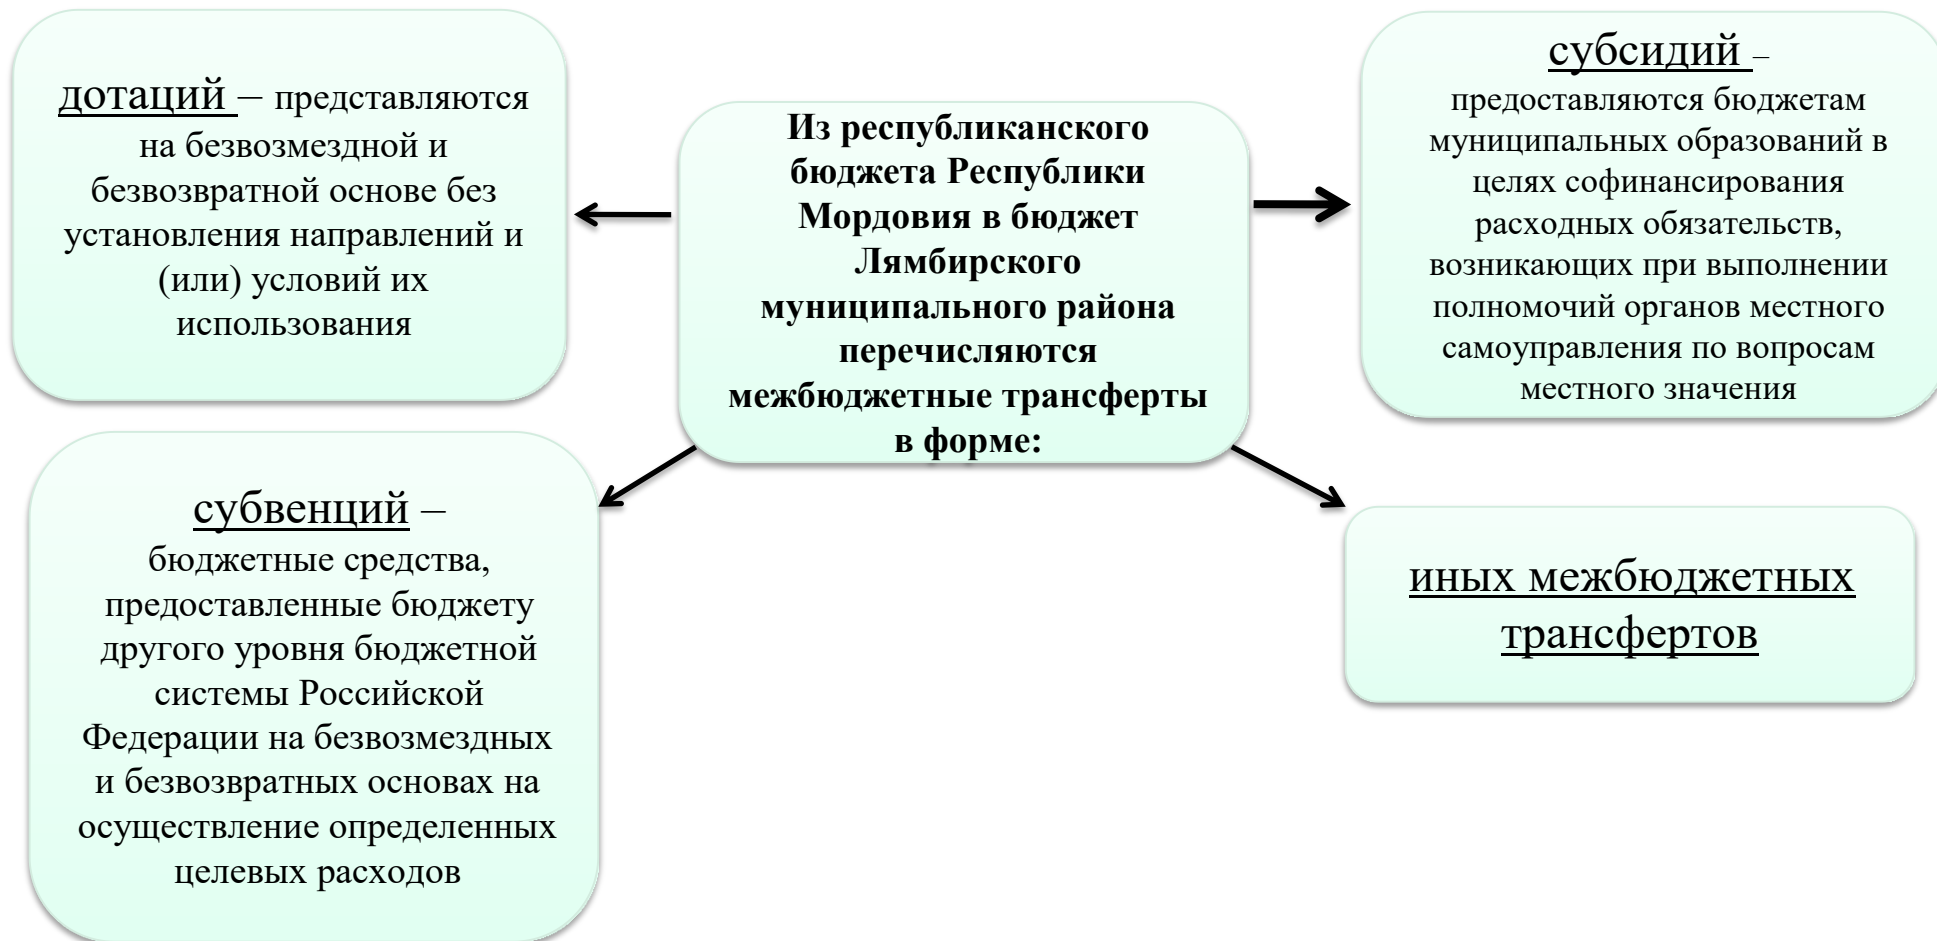 дотаций – представляются
на безвозмездной и
безвозвратной основе без
установления направлений и
(или) условий их
использования
Из республиканского
бюджета Республики
Мордовия в бюджет
Лямбирского
муниципального района
перечисляются
межбюджетные трансферты
в форме:
субсидий –
предоставляются бюджетам
муниципальных образований в
целях софинансирования
расходных обязательств,
возникающих при выполнении
полномочий органов местного
самоуправления по вопросам
местного значения
субвенций –
бюджетные средства,
предоставленные бюджету
другого уровня бюджетной
системы Российской
Федерации на безвозмездных
и безвозвратных основах на
осуществление определенных
целевых расходов
иных межбюджетных
трансфертов